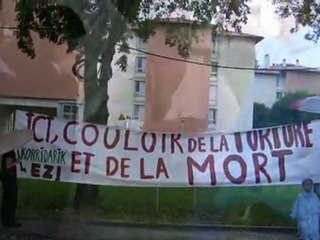 ICI, COULOIR DE LA TORTURE
KORRIDARIK
EZ!
ET DE LA MORT